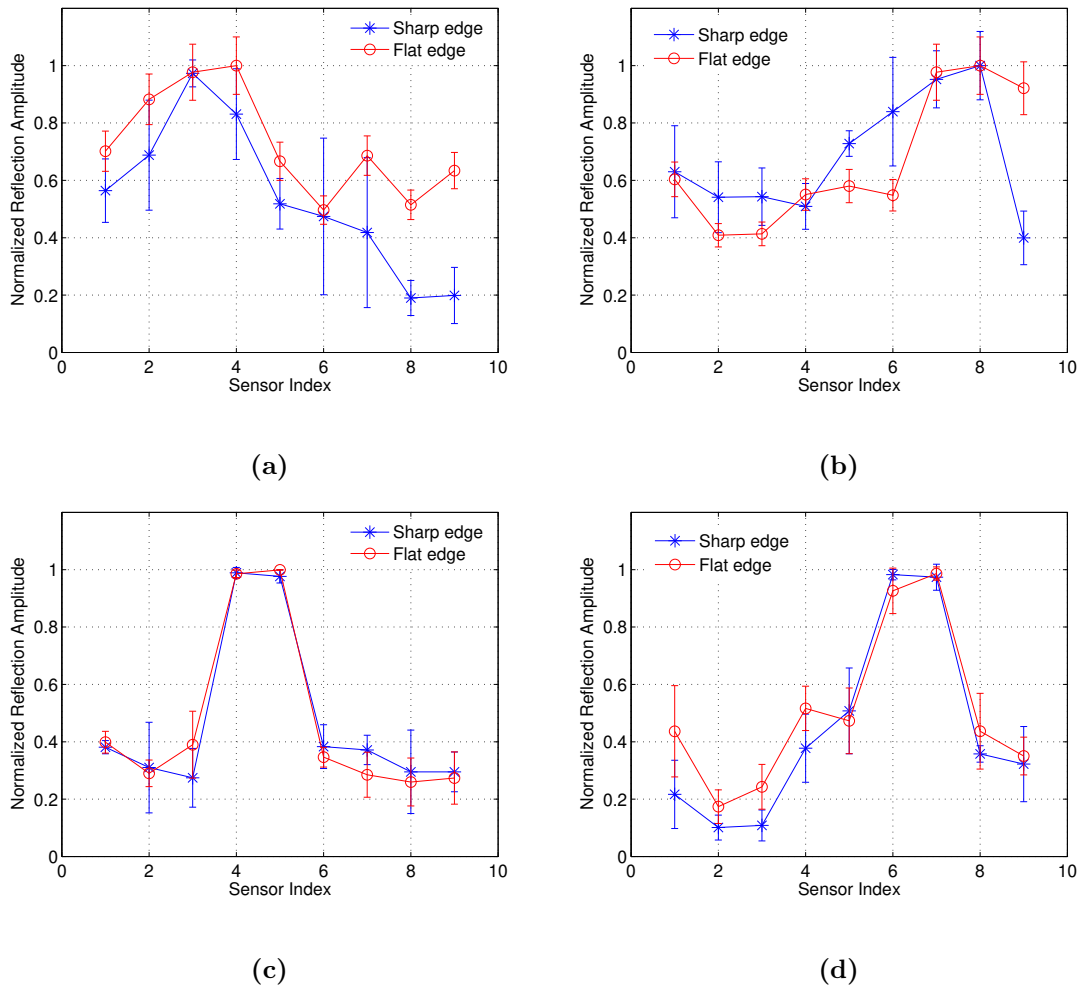 Normalized Reflection Amplitude
1
0.8
0.6
0.4
0.2
0
0 2 4 6 8 10
Sensor Index
Sharp edge
Flat edge
(a)
Normalized Reflection Amplitude
1
0.8
0.6
0.4
0.2
0
0 2 4 6 8 10
Sensor Index
Sharp edge
Flat edge
(b)
Normalized Reflection Amplitude
1
0.8
0.6
0.4
0.2
0
0 2 4 6 8 10
Sensor Index
Sharp edge
Flat edge
(c)
Normalized Reflection Amplitude
1
0.8
0.6
0.4
0.2
0
0 2 4 6 8 10
Sensor Index
Sharp edge
Flat edge
(d)